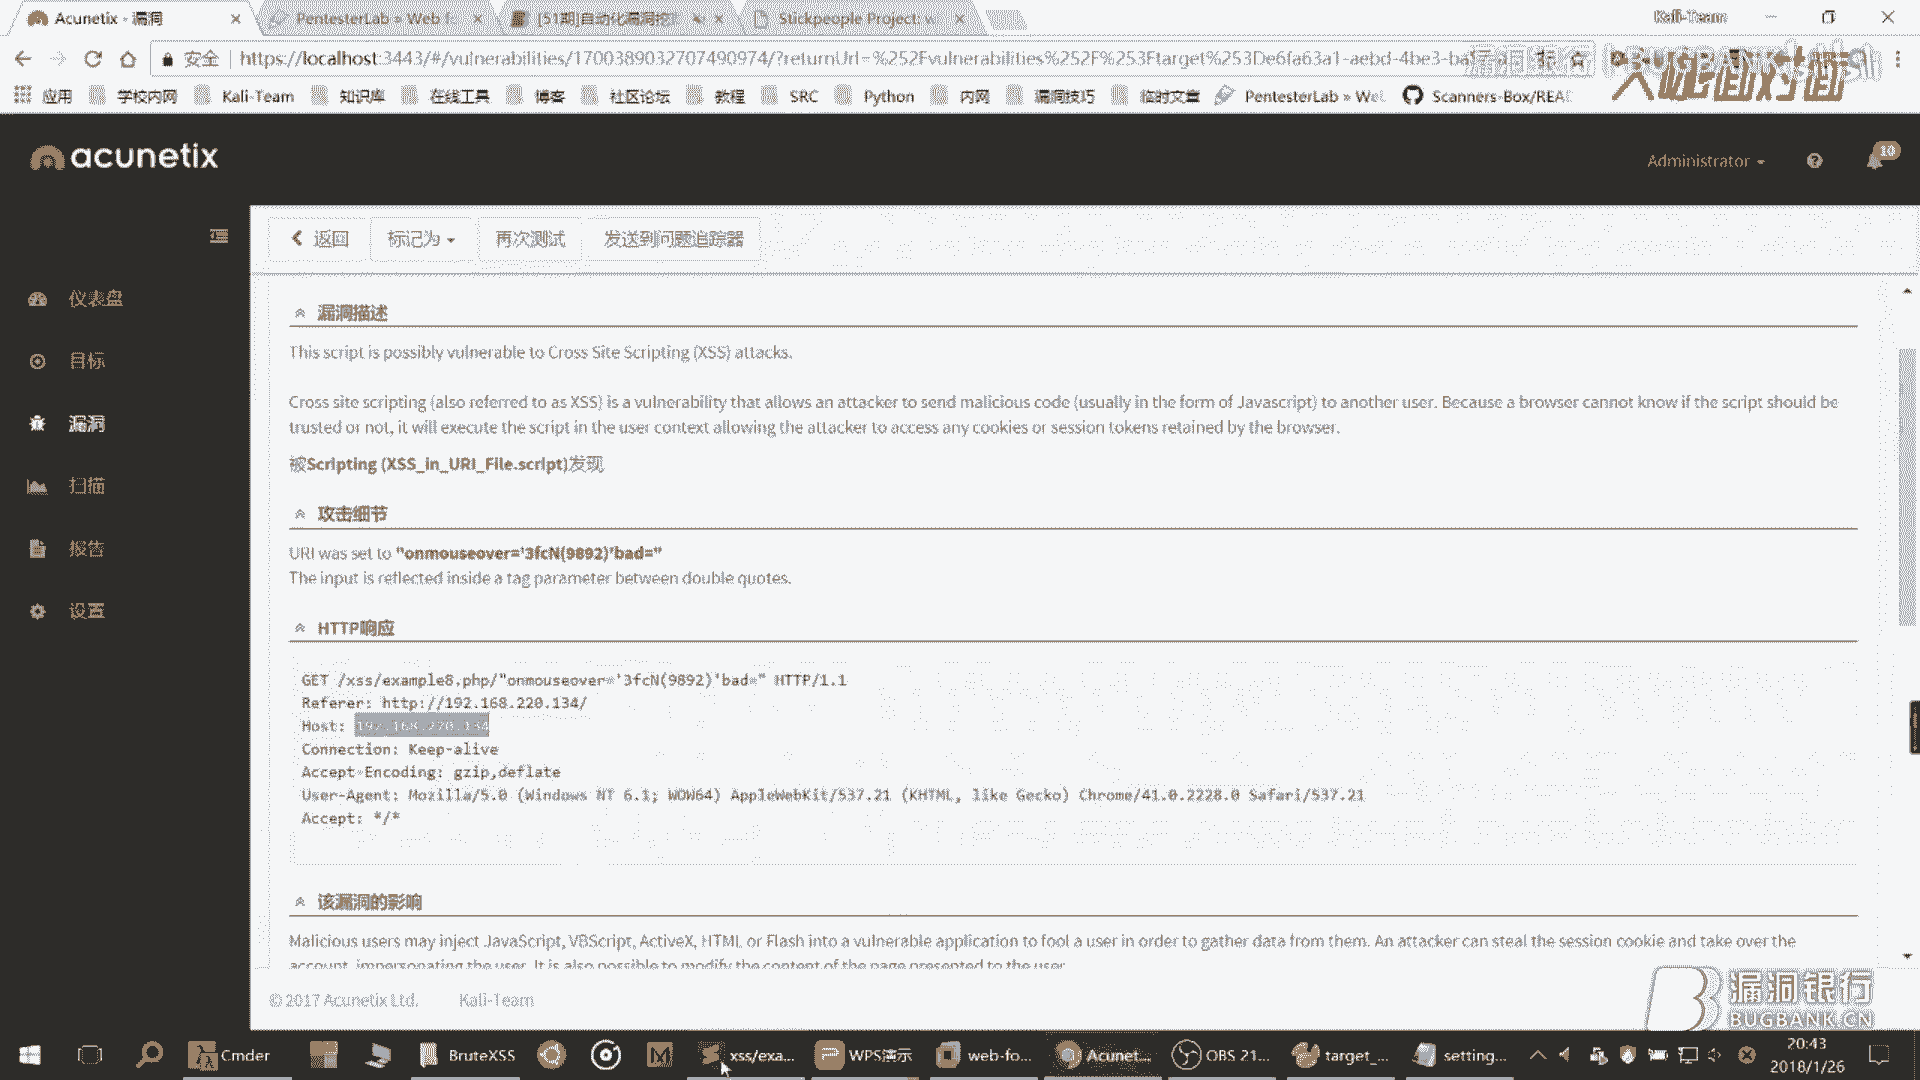 Acunetix - 漏洞
PentesterLab » Web f
[51期]自动化漏洞挖
Stickpeople Project: w
Kali-Team
安全
https://localhost:3443/#/vulnerabilities/1700389032707490974/?returnUrl=%252Fvulnerabilities%252F%253Ftarget%253De6fa63a1-aebd-4be3-ba
漏洞银行
大咖面对面
应用
学校内网
Kali-Team
知识库
在线工具
博客
社区论坛
教程
SRC
Python
内网
漏洞技巧
临时文章
PentesterLab » We
Scanners-Box/REA
acunetix
Administrator
10
返回
标记为
再次测试
发送到问题追踪器
仪表盘
目标
漏洞
扫描
报告
设置
漏洞描述
This script is possibly vulnerable to Cross Site Scripting (XSS) attacks.
Cross site scripting (also referred to as XSS) is a vulnerability that allows an attacker to send malicious code (usually in the form of Javascript) to another user. Because a browser cannot know if the script should be
trusted or not, it will execute the script in the user context allowing the attacker to access any cookies or session tokens retained by the browser.
被Scripting (XSS_in_URI_File.script)发现
攻击细节
URI was set to "onmouseover='3fcN(9892)'bad="
The input is reflected inside a tag parameter between double quotes.
HTTP响应
GET /xss/example8.php/"onmouseover='3fcN(9892)'bad=" HTTP/1.1
Referer: http://192.168.220.134/
Host: 192.168.220.134
Connection: Keep-alive
Accept-Encoding: gzip,deflate
User-Agent: Mozilla/5.0 (Windows NT 6.1; WOW64) AppleWebKit/537.21 (KHTML, like Gecko) Chrome/41.0.2228.0 Safari/537.21
Accept: */*
该漏洞的影响
Malicious users may inject JavaScript, VBScript, ActiveX, HTML or Flash into a vulnerable application to fool a user in order to gather data from them. An attacker can steal the session cookie and take over the
account, impersonating the user. It is also possible to modify the content of the page presented to the user.
© 2017 Acunetix Ltd.
Kali-Team
漏洞银行
BUGBANK.CN
Cmder
BruteXSS
xss/exa...
WPS演示
web-fo...
Acunet...
OBS 21...
target_...
setting...
20:43
2018/1/26